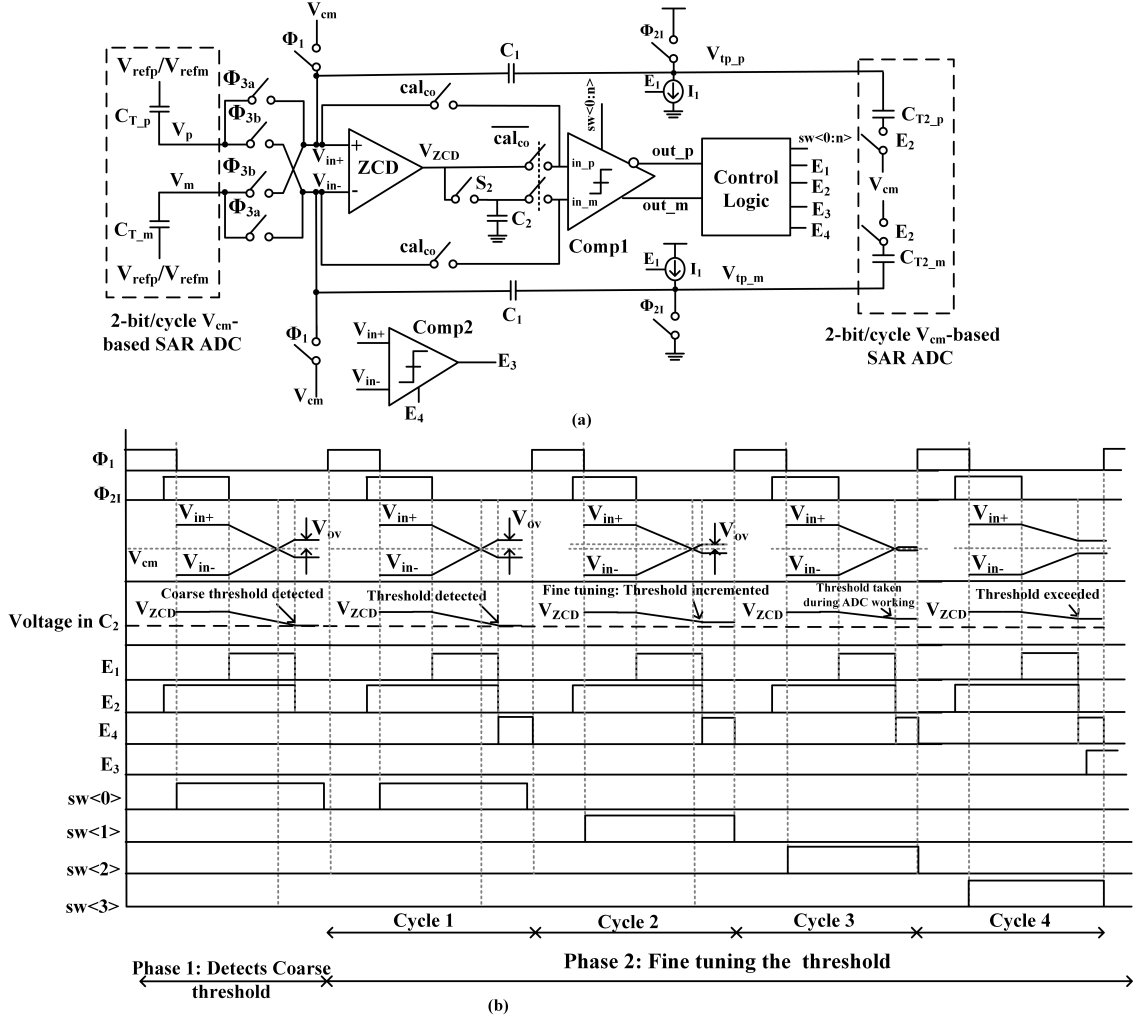 V_cm
Φ_1
V_refp/V_refm
C_T_p
V_p
Φ_3a
Φ_3b
V_m
Φ_3b
Φ_3a
C_T_m
V_refp/V_refm
2-bit/cycle V_cm-
based SAR ADC
C_1
cal_co
V_in+
V_in-
+
-
ZCD
V_ZCD
cal_co
S_2
C_2
cal_co
sw<0:n>
in_p
in_m
Comp1
out_p
out_m
Control
Logic
sw<0:n>
E_1
E_2
E_3
E_4
Φ_2I
E_1
I_1
V_tp_p
C_T2_p
E_2
V_cm
E_2
C_T2_m
E_1
I_1
V_tp_m
Φ_2I
C_1
2-bit/cycle V_cm-based
SAR ADC
Φ_1
V_cm
V_in+
V_in-
Comp2
E_3
E_4
(a)
Φ_1
Φ_2I
V_in+ V_ov V_in+ V_ov V_in+ V_ov V_in+ V_in+
V_cm
V_in- V_in- V_in- V_in- V_in-
Coarse threshold detected
Threshold detected
Fine tuning: Threshold incremented
Threshold taken
during ADC working
Threshold exceeded
V_ZCD V_ZCD V_ZCD V_ZCD V_ZCD
Voltage in C_2
E_1
E_2
E_4
E_3
sw<0>
sw<1>
sw<2>
sw<3>
Cycle 1 Cycle 2 Cycle 3 Cycle 4
Phase 1: Detects Coarse
threshold
Phase 2: Fine tuning the threshold
(b)